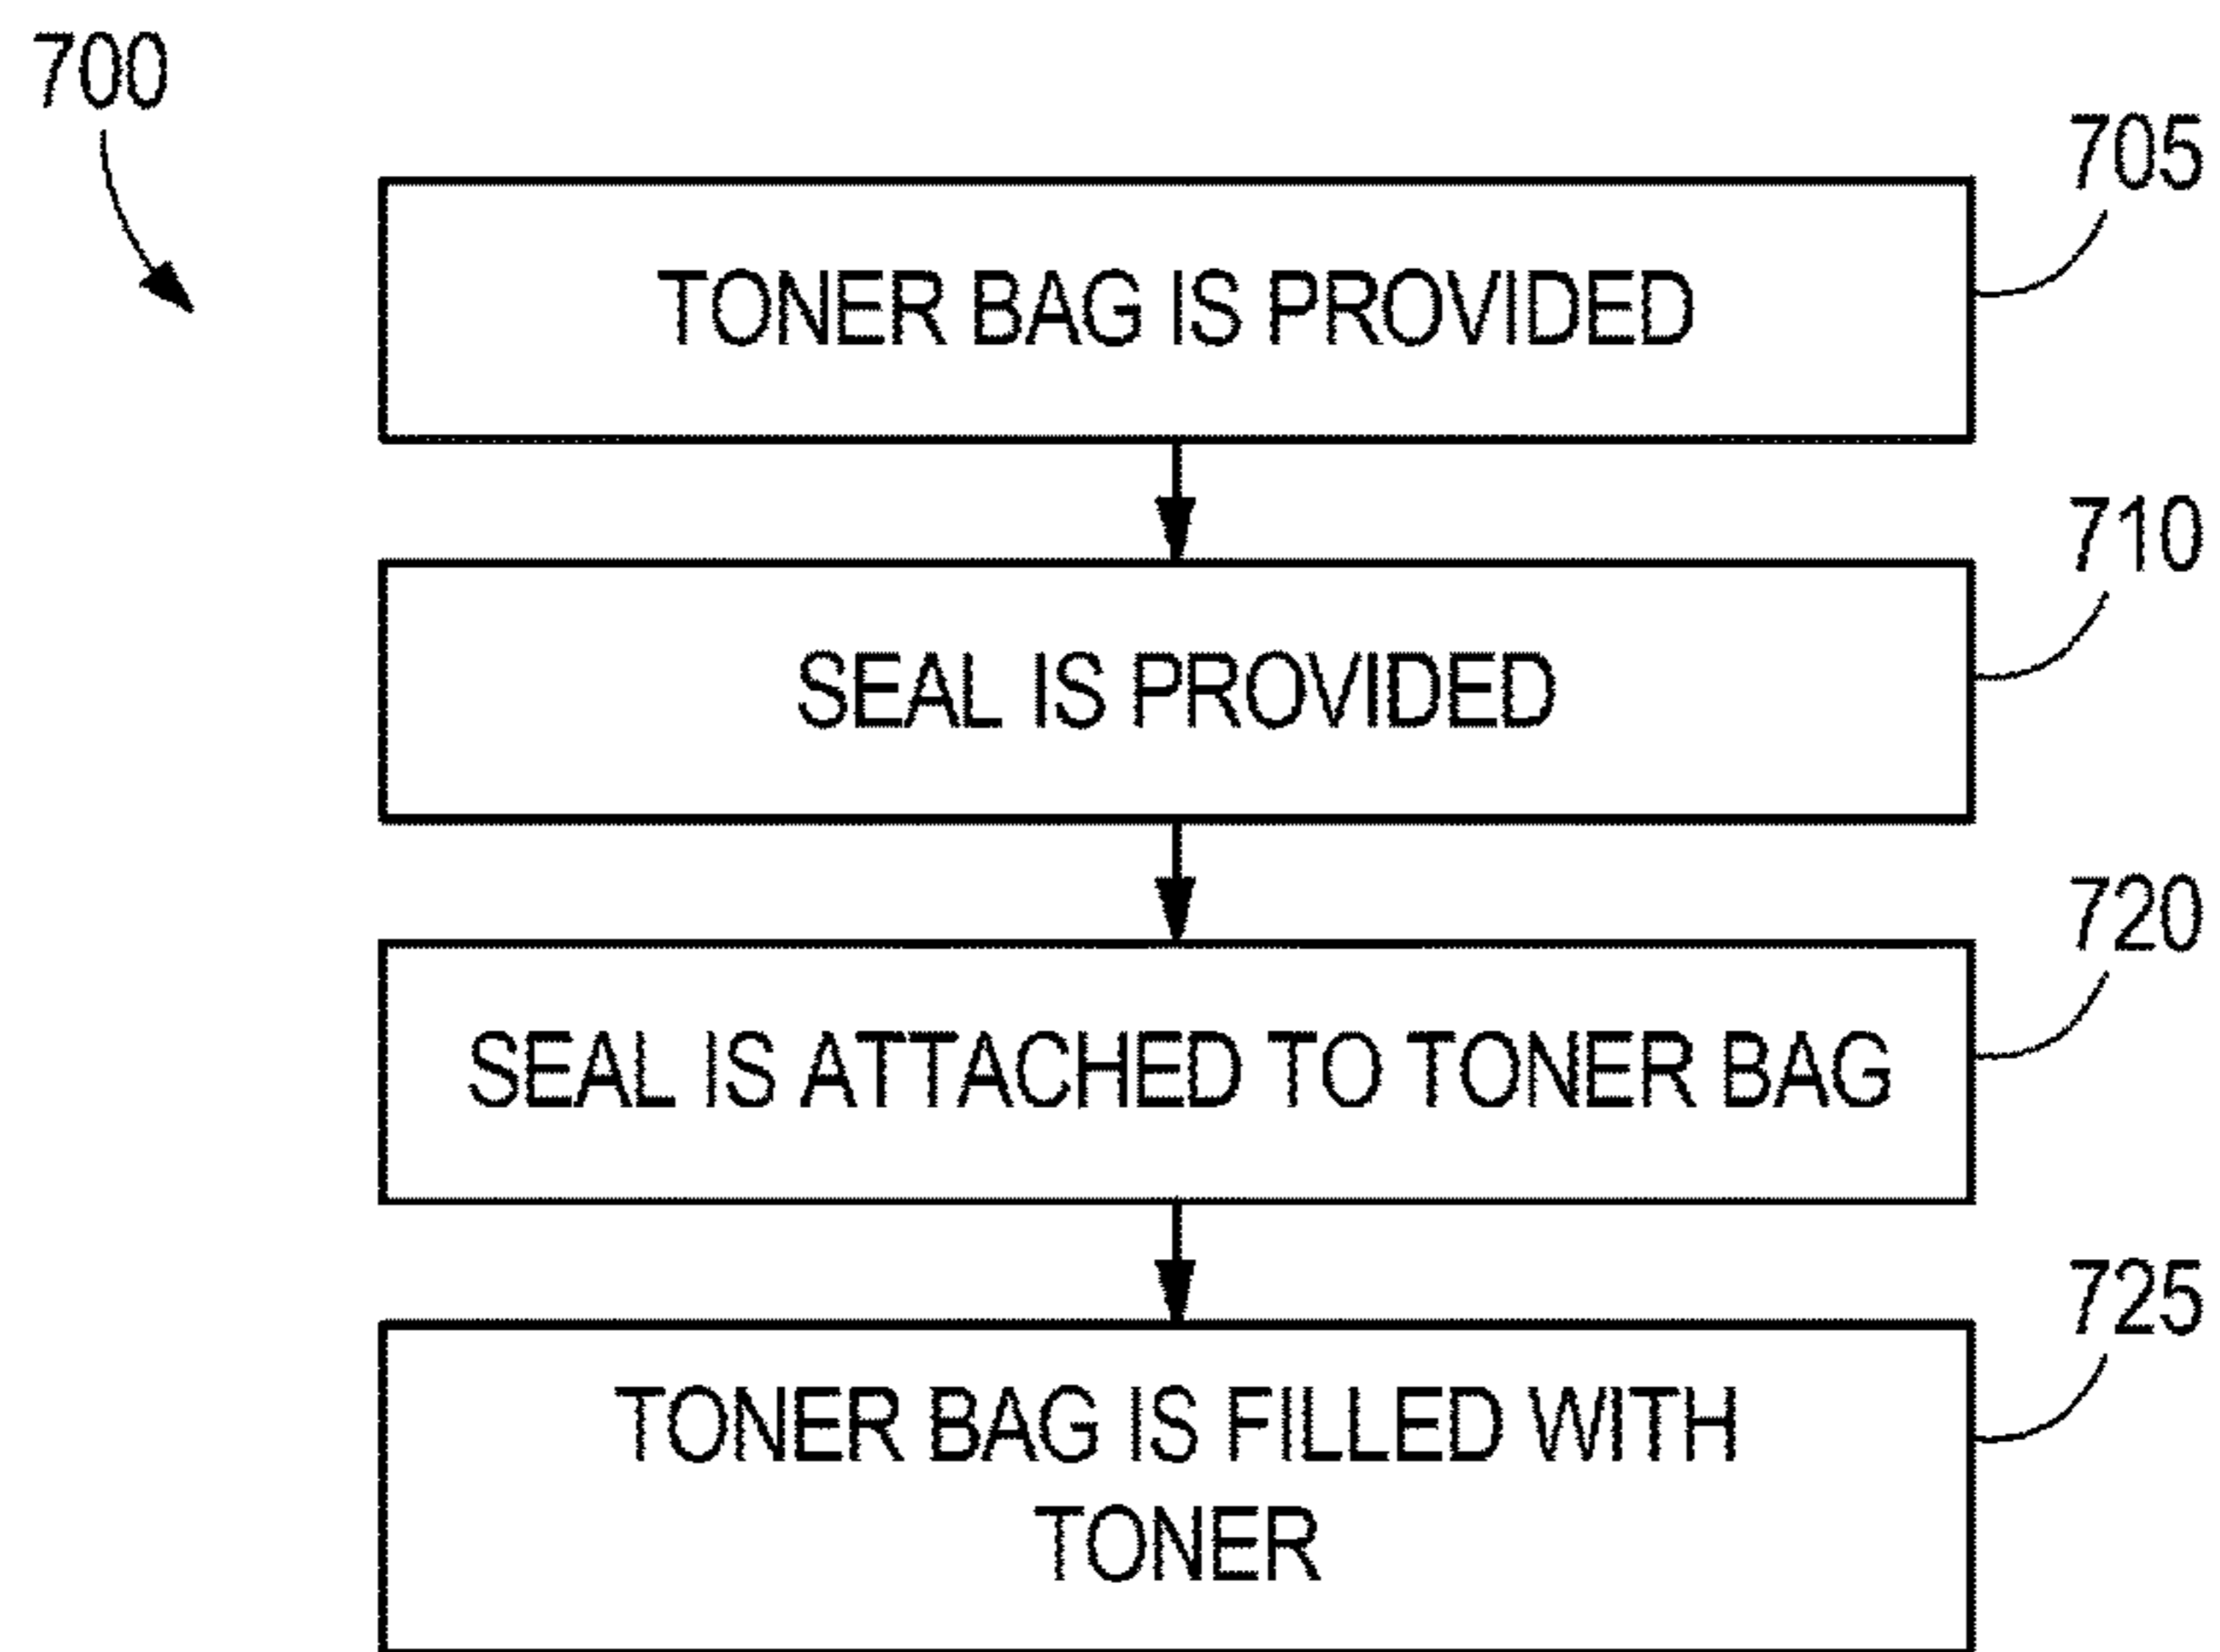 700
705
TONER BAG IS PROVIDED
710
SEAL IS PROVIDED
720
SEAL IS ATTACHED TO TONER BAG
725
TONER BAG IS FILLED WITH
TONER